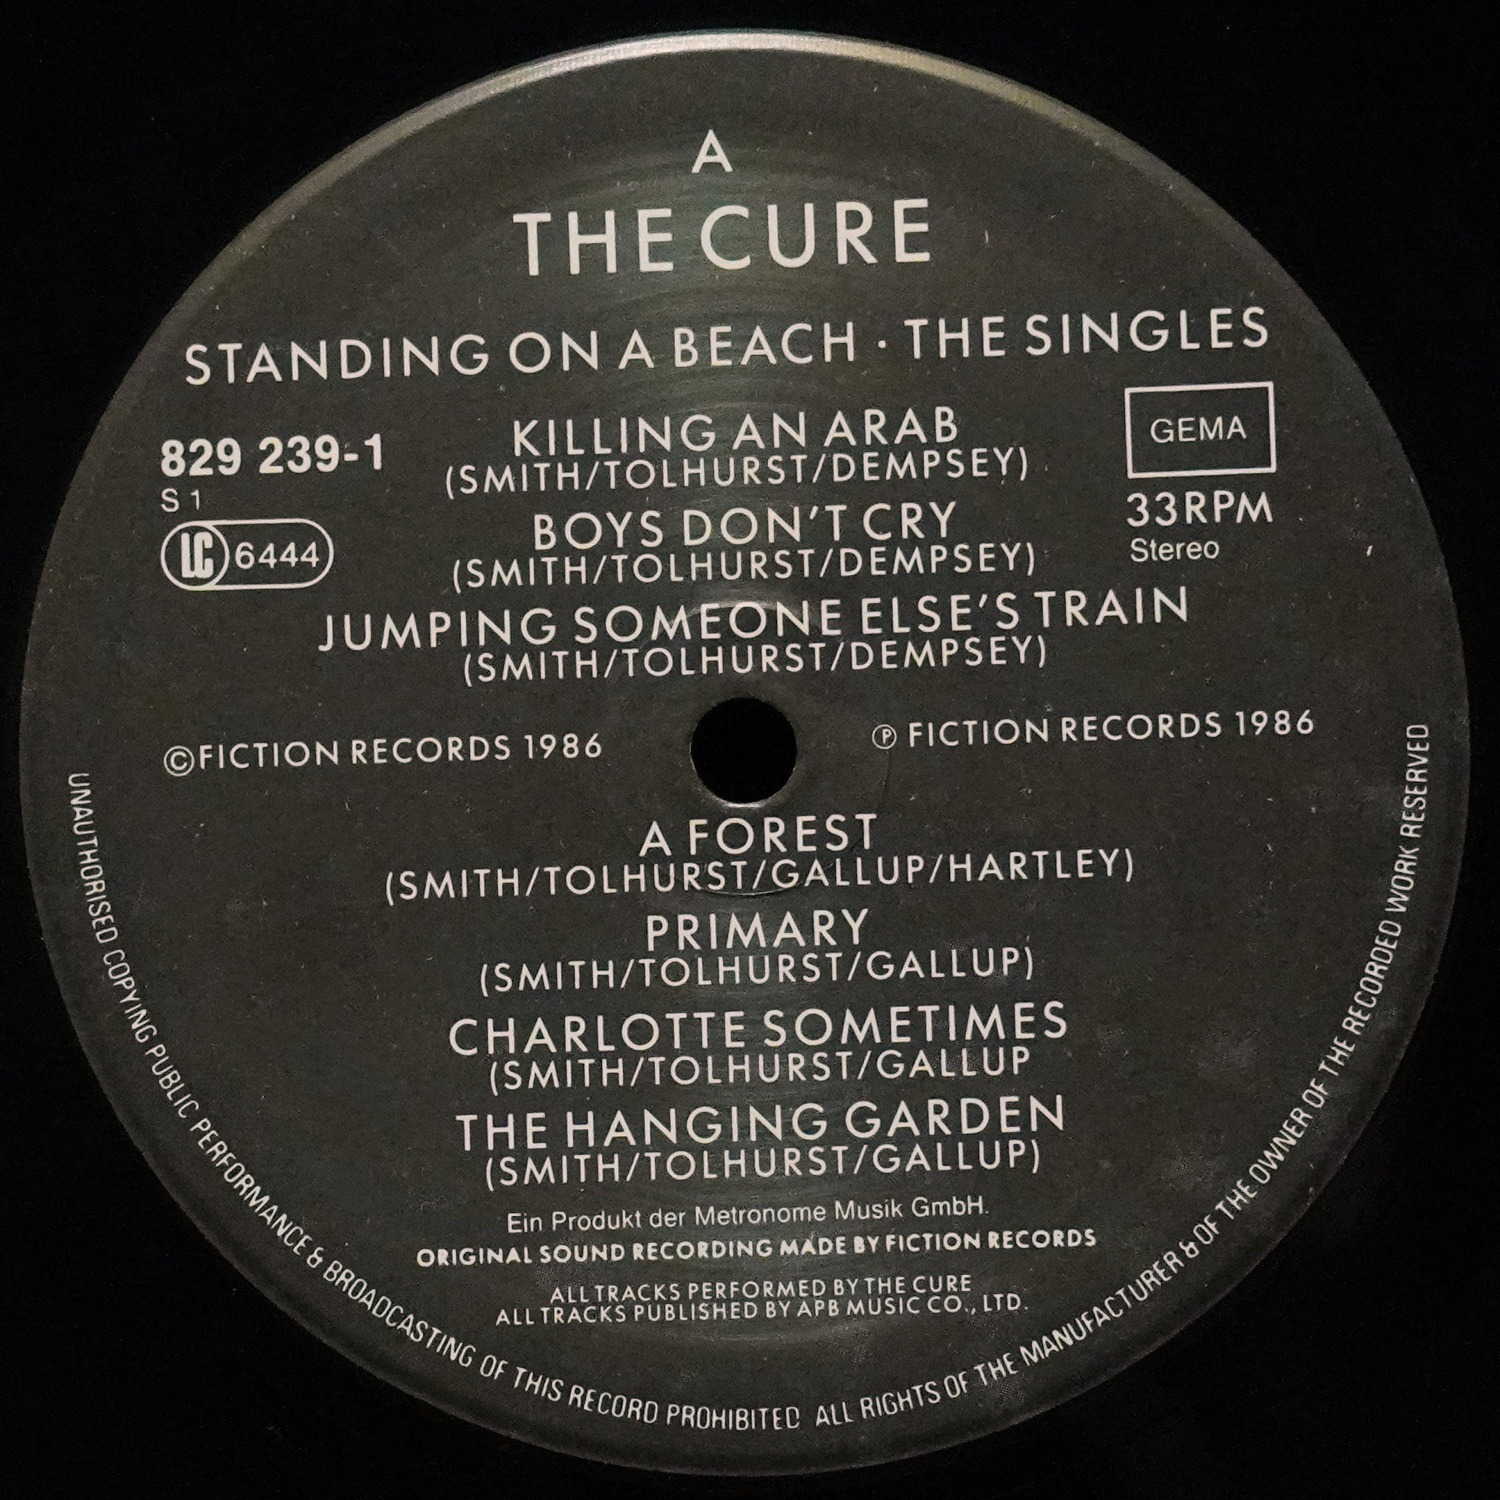 A
THE CURE
STANDING ON A BEACH · THE SINGLES
829 239-1
S 1
LC 6444
GEMA
33RPM
Stereo
KILLING AN ARAB
(SMITH/TOLHURST/DEMPSEY)
BOYS DON'T CRY
(SMITH/TOLHURST/DEMPSEY)
JUMPING SOMEONE ELSE'S TRAIN
(SMITH/TOLHURST/DEMPSEY)
©FICTION RECORDS 1986
℗ FICTION RECORDS 1986
A FOREST
(SMITH/TOLHURST/GALLUP/HARTLEY)
PRIMARY
(SMITH/TOLHURST/GALLUP)
CHARLOTTE SOMETIMES
(SMITH/TOLHURST/GALLUP
THE HANGING GARDEN
(SMITH/TOLHURST/GALLUP)
Ein Produkt der Metronome Musik GmbH.
ORIGINAL SOUND RECORDING MADE BY FICTION RECORDS
ALL TRACKS PERFORMED BY THE CURE
ALL TRACKS PUBLISHED BY APB MUSIC CO., LTD.
UNAUTHORISED COPYING PUBLIC PERFORMANCE & BROADCASTING OF THIS RECORD PROHIBITED ALL RIGHTS OF THE MANUFACTURER & OF THE OWNER OF THE RECORDED WORK RESERVED